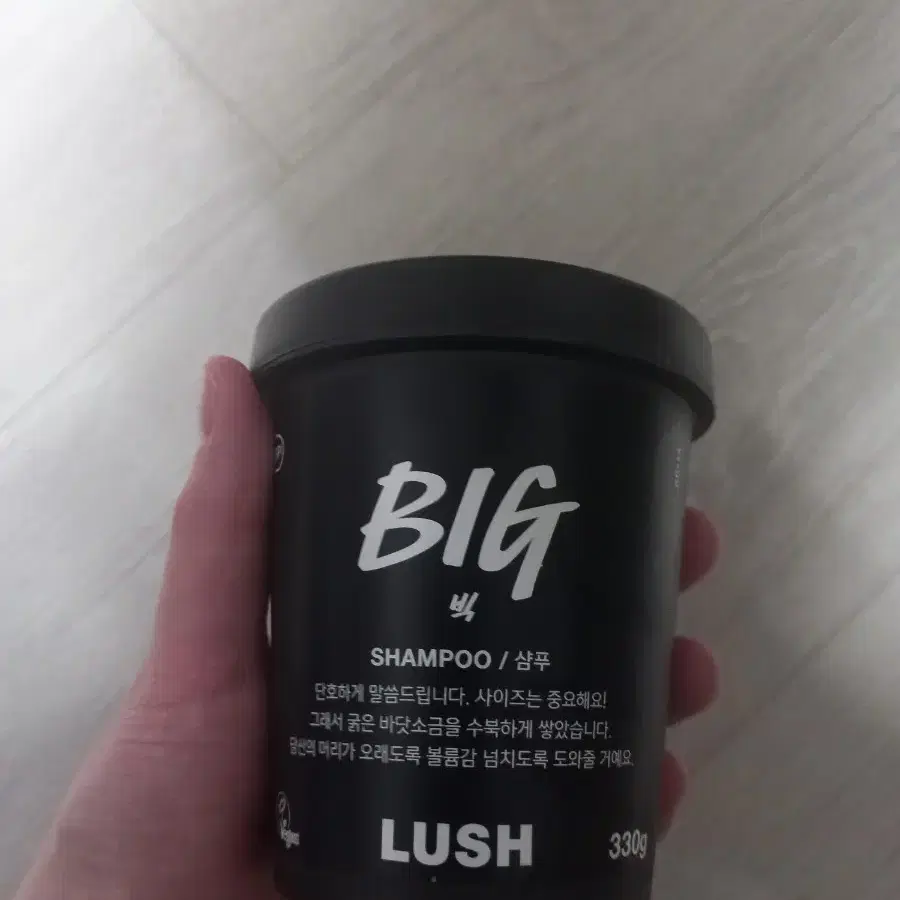 BIG
빅
SHAMPOO / 샴푸
단호하게 말씀드립니다. 사이즈는 중요해요!
그래서 굵은 바닷소금을 수북하게 쌓았습니다.
당신의 머리가 오래도록 볼륨감 넘치도록 도와줄 거예요.
Vegan
LUSH
330g